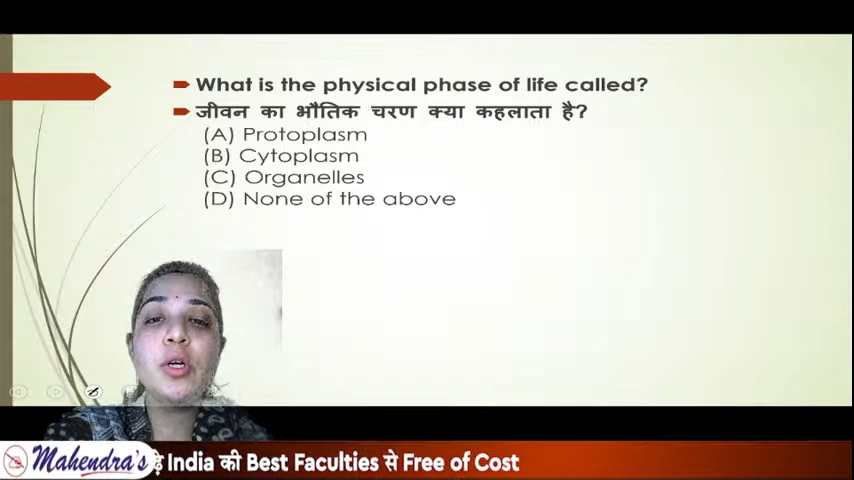 What is the physical phase of life called?
जीवन का भौतिक चरण क्या कहलाता है?
(A) Protoplasm
(B) Cytoplasm
(C) Organelles
(D) None of the above
Mahendra's ढ़े India की Best Faculties से Free of Cost